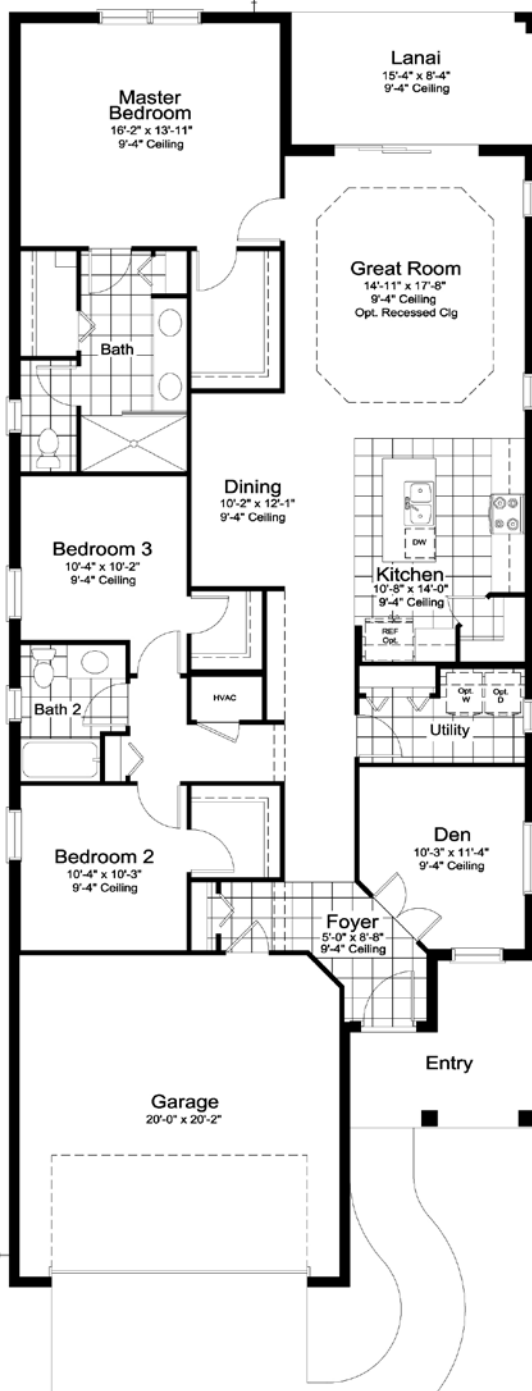 Lanai
15'-4" x 8'-4"
9'-4" Ceiling
Master
Bedroom
16'-2" x 13'-11"
9'-4" Ceiling
Great Room
14'-11" x 17'-8"
9'-4" Ceiling
Opt. Recessed Clg
Bath
Dining
10'-2" x 12'-1"
9'-4" Ceiling
DW
Bedroom 3
10'-4" x 10'-2"
9'-4" Ceiling
Kitchen
10'-8" x 14'-0"
9'-4" Ceiling
REF
Opt.
Bath 2
HVAC
Opt.
W
Opt.
D
Utility
Bedroom 2
10'-4" x 10'-3"
9'-4" Ceiling
Den
10'-3" x 11'-4"
9'-4" Ceiling
Foyer
5'-0" x 8'-8"
9'-4" Ceiling
Entry
Garage
20'-0" x 20'-2"